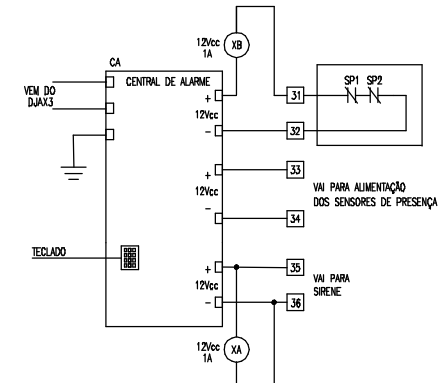 12Vcc
1A
XB
CA
CENTRAL DE ALARME
VEM DO
DJAX3
+
12Vcc
-
31
32
SP1 SP2
+
12Vcc
-
33
34
VAI PARA ALIMENTAÇÃO
DOS SENSORES DE PRESENÇA
TECLADO
+
12Vcc
-
35
36
VAI PARA
SIRENE
12Vcc
1A
XA